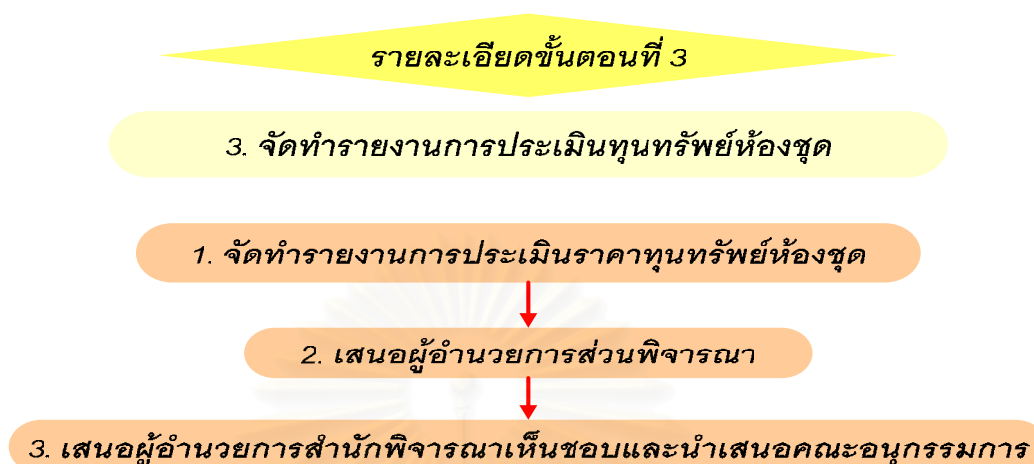 รายละเอียดขั้นตอนที่ 3
3. จัดทำรายงานการประเมินทุนทรัพย์ห้องชุด
1. จัดทำรายงานการประเมินราคาทุนทรัพย์ห้องชุด
2. เสนอผู้อำนวยการส่วนพิจารณา
3. เสนอผู้อำนวยการสำนักพิจารณาเห็นชอบและนำเสนอคณะอนุกรรมการ